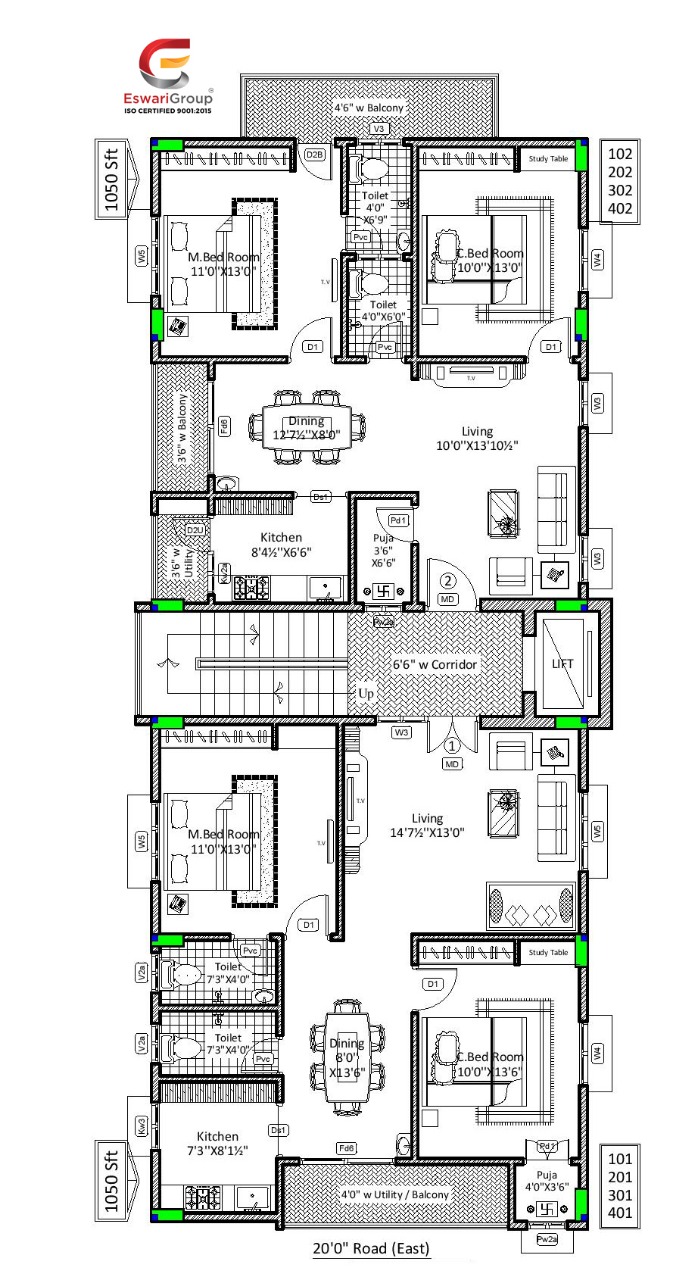 EswariGroup®
ISO CERTIFIED 9001:2015
4'6" w Balcony
V3
1050 Sft
102
202
302
402
D2B
Study Table
Toilet
4'0"
X6'9"
Pvc
M.Bed Room
11'0"X13'0"
C.Bed Room
10'0"X13'0"
W5
W4
T.V
Toilet
4'0"X6'0"
Pvc
D1
D1
T.V
3'6" w Balcony
Fd6
Dining
12'7½"X8'0"
Living
10'0"X13'10½"
W3
Ds1
D2U
3'6" w
Utility
Kw2a
Kitchen
8'4½"X6'6"
Pd1
Puja
3'6"
X6'6"
W3
2
MD
Pw2a
6'6" w Corridor
LIFT
Up
W3
1
MD
Living
14'7½"X13'0"
T.V
M.Bed Room
11'0"X13'0"
W5
T.V
W5
D1
Pvc
Toilet
7'3"X4'0"
V2a
Study Table
D1
Toilet
7'3"X4'0"
V2a
Pvc
Dining
8'0"
X13'6"
C.Bed Room
10'0"X13'6"
W4
Kw3
Kitchen
7'3"X8'1½"
Ds1
Fd6
Pd1
1050 Sft
4'0" w Utility / Balcony
Puja
4'0"X3'6"
101
201
301
401
Pw2a
20'0" Road (East)